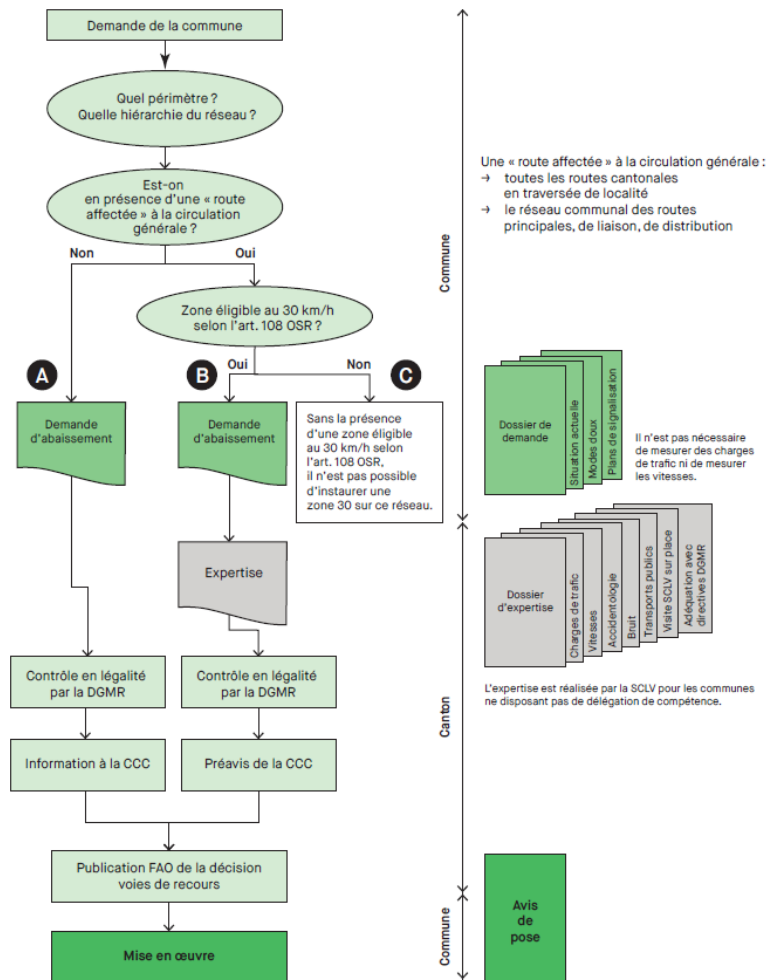 Demande de la commune
Quel périmètre ?
Quelle hiérarchie du réseau ?
Est-on
en présence d'une « route
affectée » à la circulation
générale ?
Non
Oui
Zone éligible au 30 km/h
selon l'art. 108 OSR ?
Oui
Non
A
B
C
Demande
d'abaissement
Demande
d'abaissement
Sans la présence
d'une zone éligible
au 30 km/h selon
l'art. 108 OSR,
il n'est pas possible
d'instaurer une
zone 30 sur ce réseau.
Expertise
Contrôle en légalité
par la DGMR
Contrôle en légalité
par la DGMR
Information à la CCC
Préavis de la CCC
Publication FAO de la décision
voies de recours
Mise en œuvre
Commune
Canton
Commune
Une « route affectée » à la circulation générale :
→ toutes les routes cantonales
en traversée de localité
→ le réseau communal des routes
principales, de liaison, de distribution
Dossier de
demande
Situation actuelle
Modes doux
Plans de signalisation
Il n'est pas nécessaire
de mesurer des charges
de trafic ni de mesurer
les vitesses.
Dossier
d'expertise
Charges de trafic
Vitesses
Accidentologie
Bruit
Transports publics
Visite SCLV sur place
Adéquation avec
directives DGMR
L'expertise est réalisée par la SCLV pour les communes
ne disposant pas de délégation de compétence.
Avis
de
pose